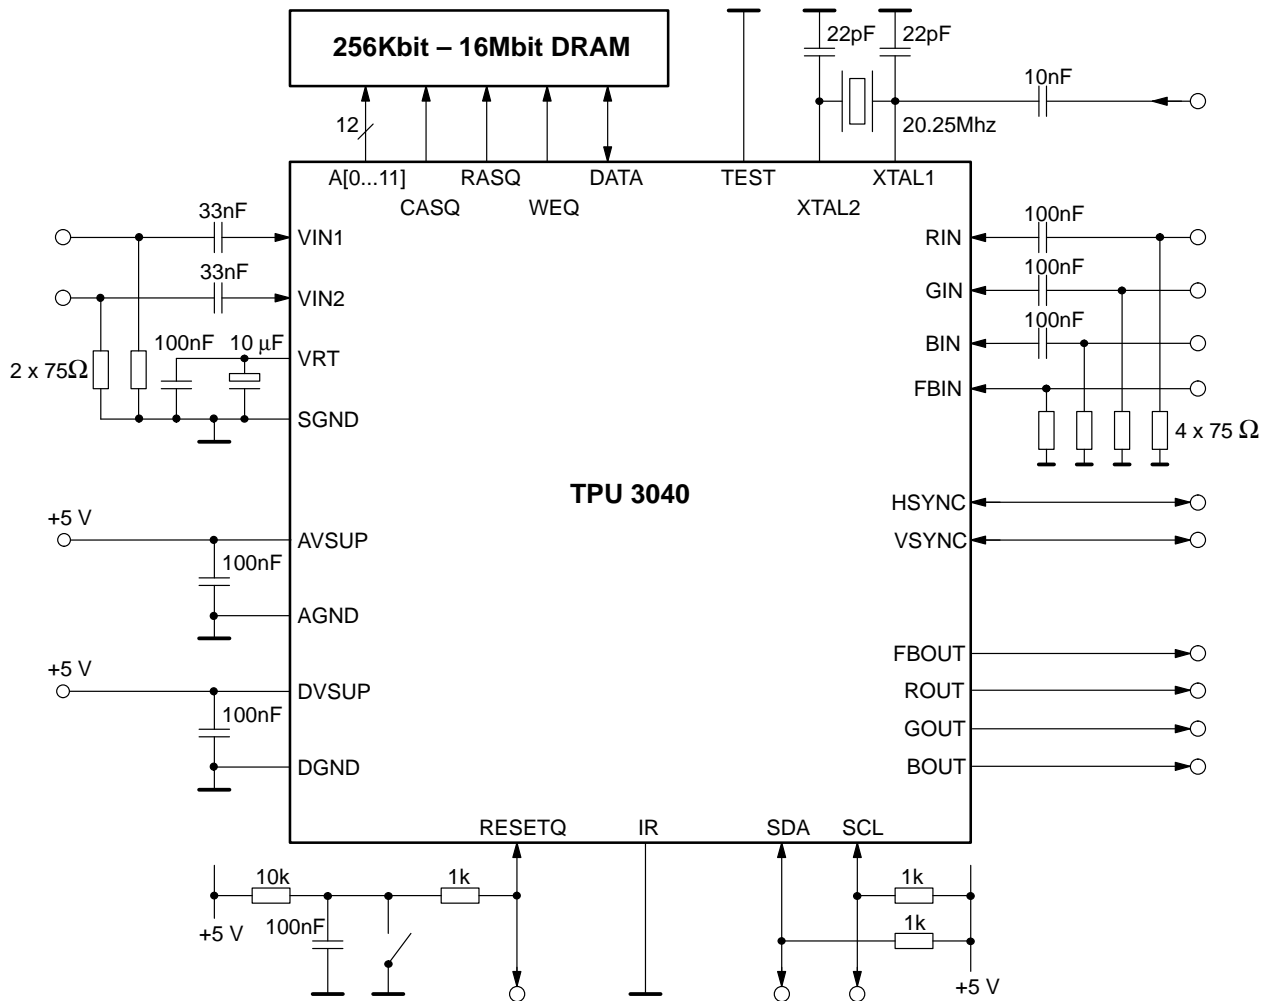 256Kbit – 16Mbit DRAM
22pF 22pF
10nF
12
20.25Mhz
A[0...11] RASQ DATA TEST XTAL1
CASQ WEQ XTAL2
33nF
VIN1
33nF
VIN2
100nF 10 µF
VRT
2 x 75Ω
SGND
+5 V
AVSUP
100nF
AGND
+5 V
DVSUP
100nF
DGND
TPU 3040
100nF
RIN
100nF
GIN
100nF
BIN
FBIN
4 x 75 Ω
HSYNC
VSYNC
FBOUT
ROUT
GOUT
BOUT
RESETQ IR SDA SCL
10k 1k 1k
+5 V 100nF 1k
+5 V